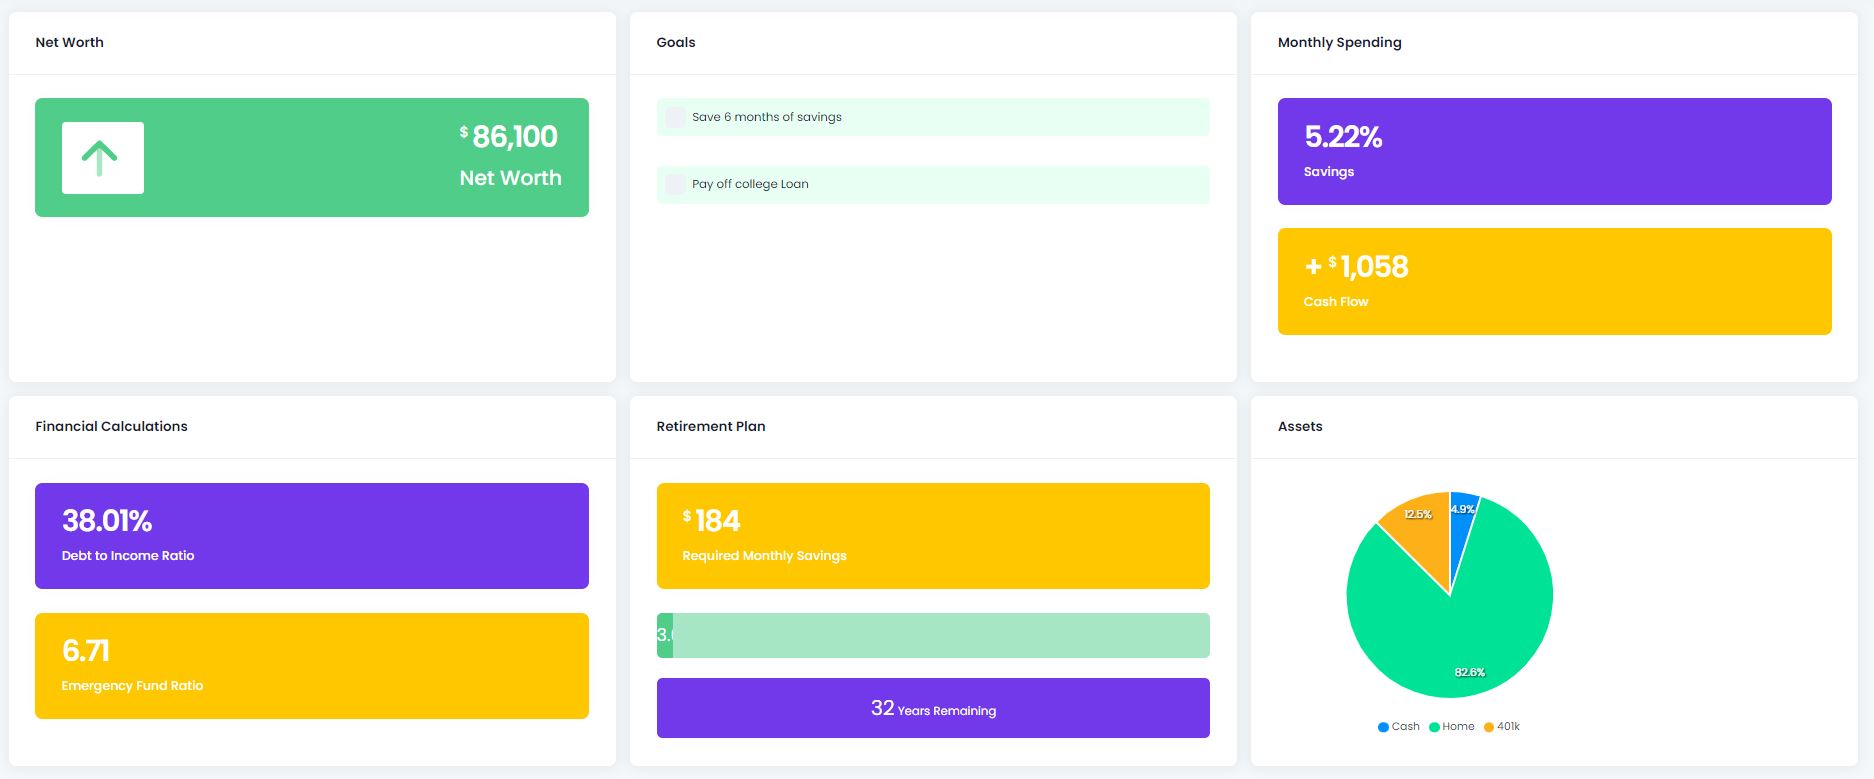 Net Worth
$ 86,100
Net Worth
Goals
Save 6 months of savings
Pay off college Loan
Monthly Spending
5.22%
Savings
+ $ 1,058
Cash Flow
Financial Calculations
38.01%
Debt to Income Ratio
6.71
Emergency Fund Ratio
Retirement Plan
$ 184
Required Monthly Savings
32 Years Remaining
Assets
12.5%
4.9%
82.6%
Cash Home 401k